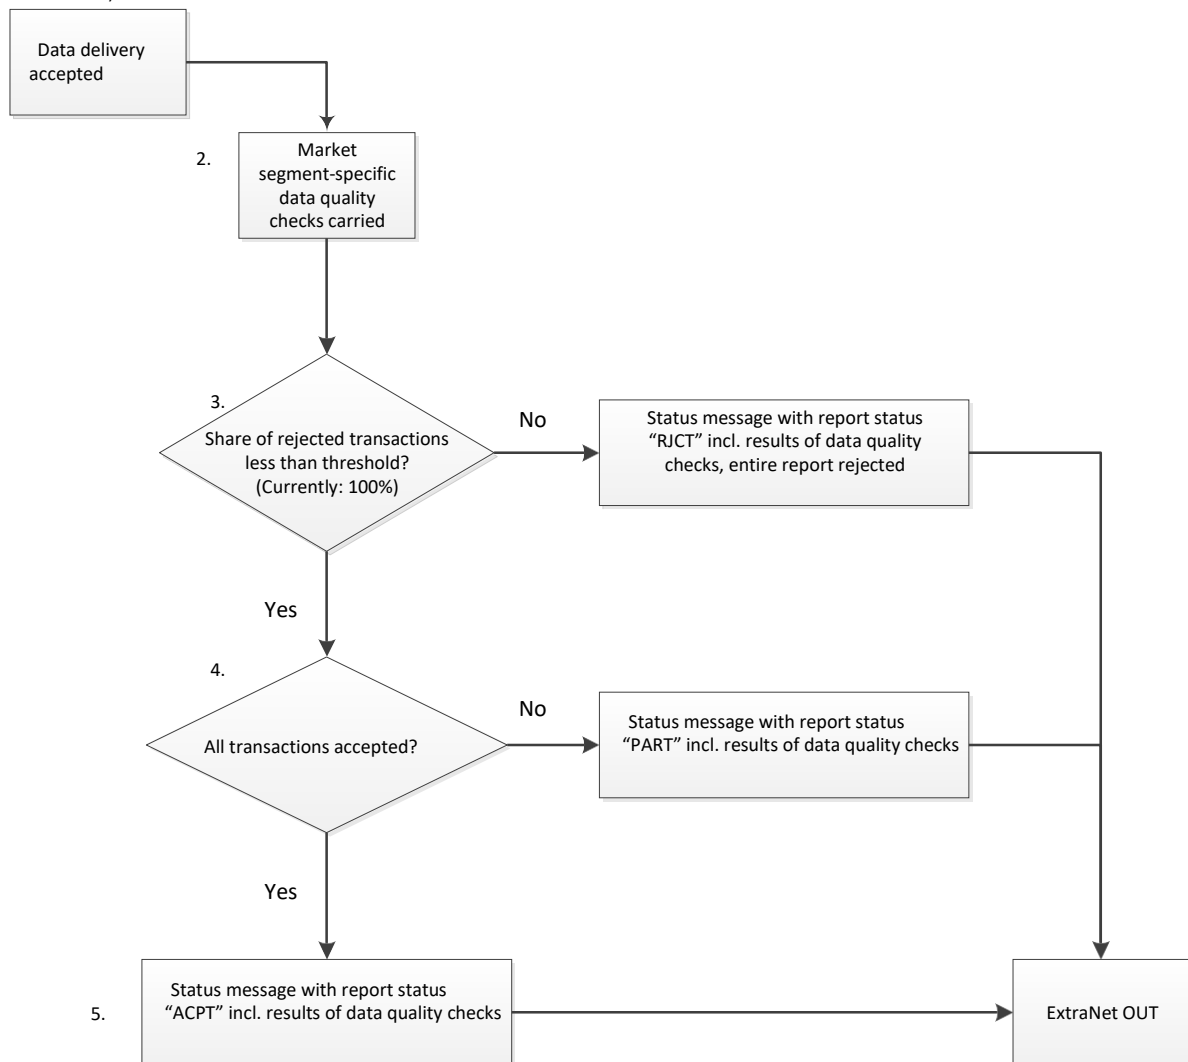 Data delivery
accepted
2.
Market
segment-specific
data quality
checks carried
3.
Share of rejected transactions
less than threshold?
(Currently: 100%)
No
Status message with report status
“RJCT” incl. results of data quality
checks, entire report rejected
Yes
4.
All transactions accepted?
No
Status message with report status
“PART” incl. results of data quality checks
Yes
5.
Status message with report status
“ACPT” incl. results of data quality checks
ExtraNet OUT